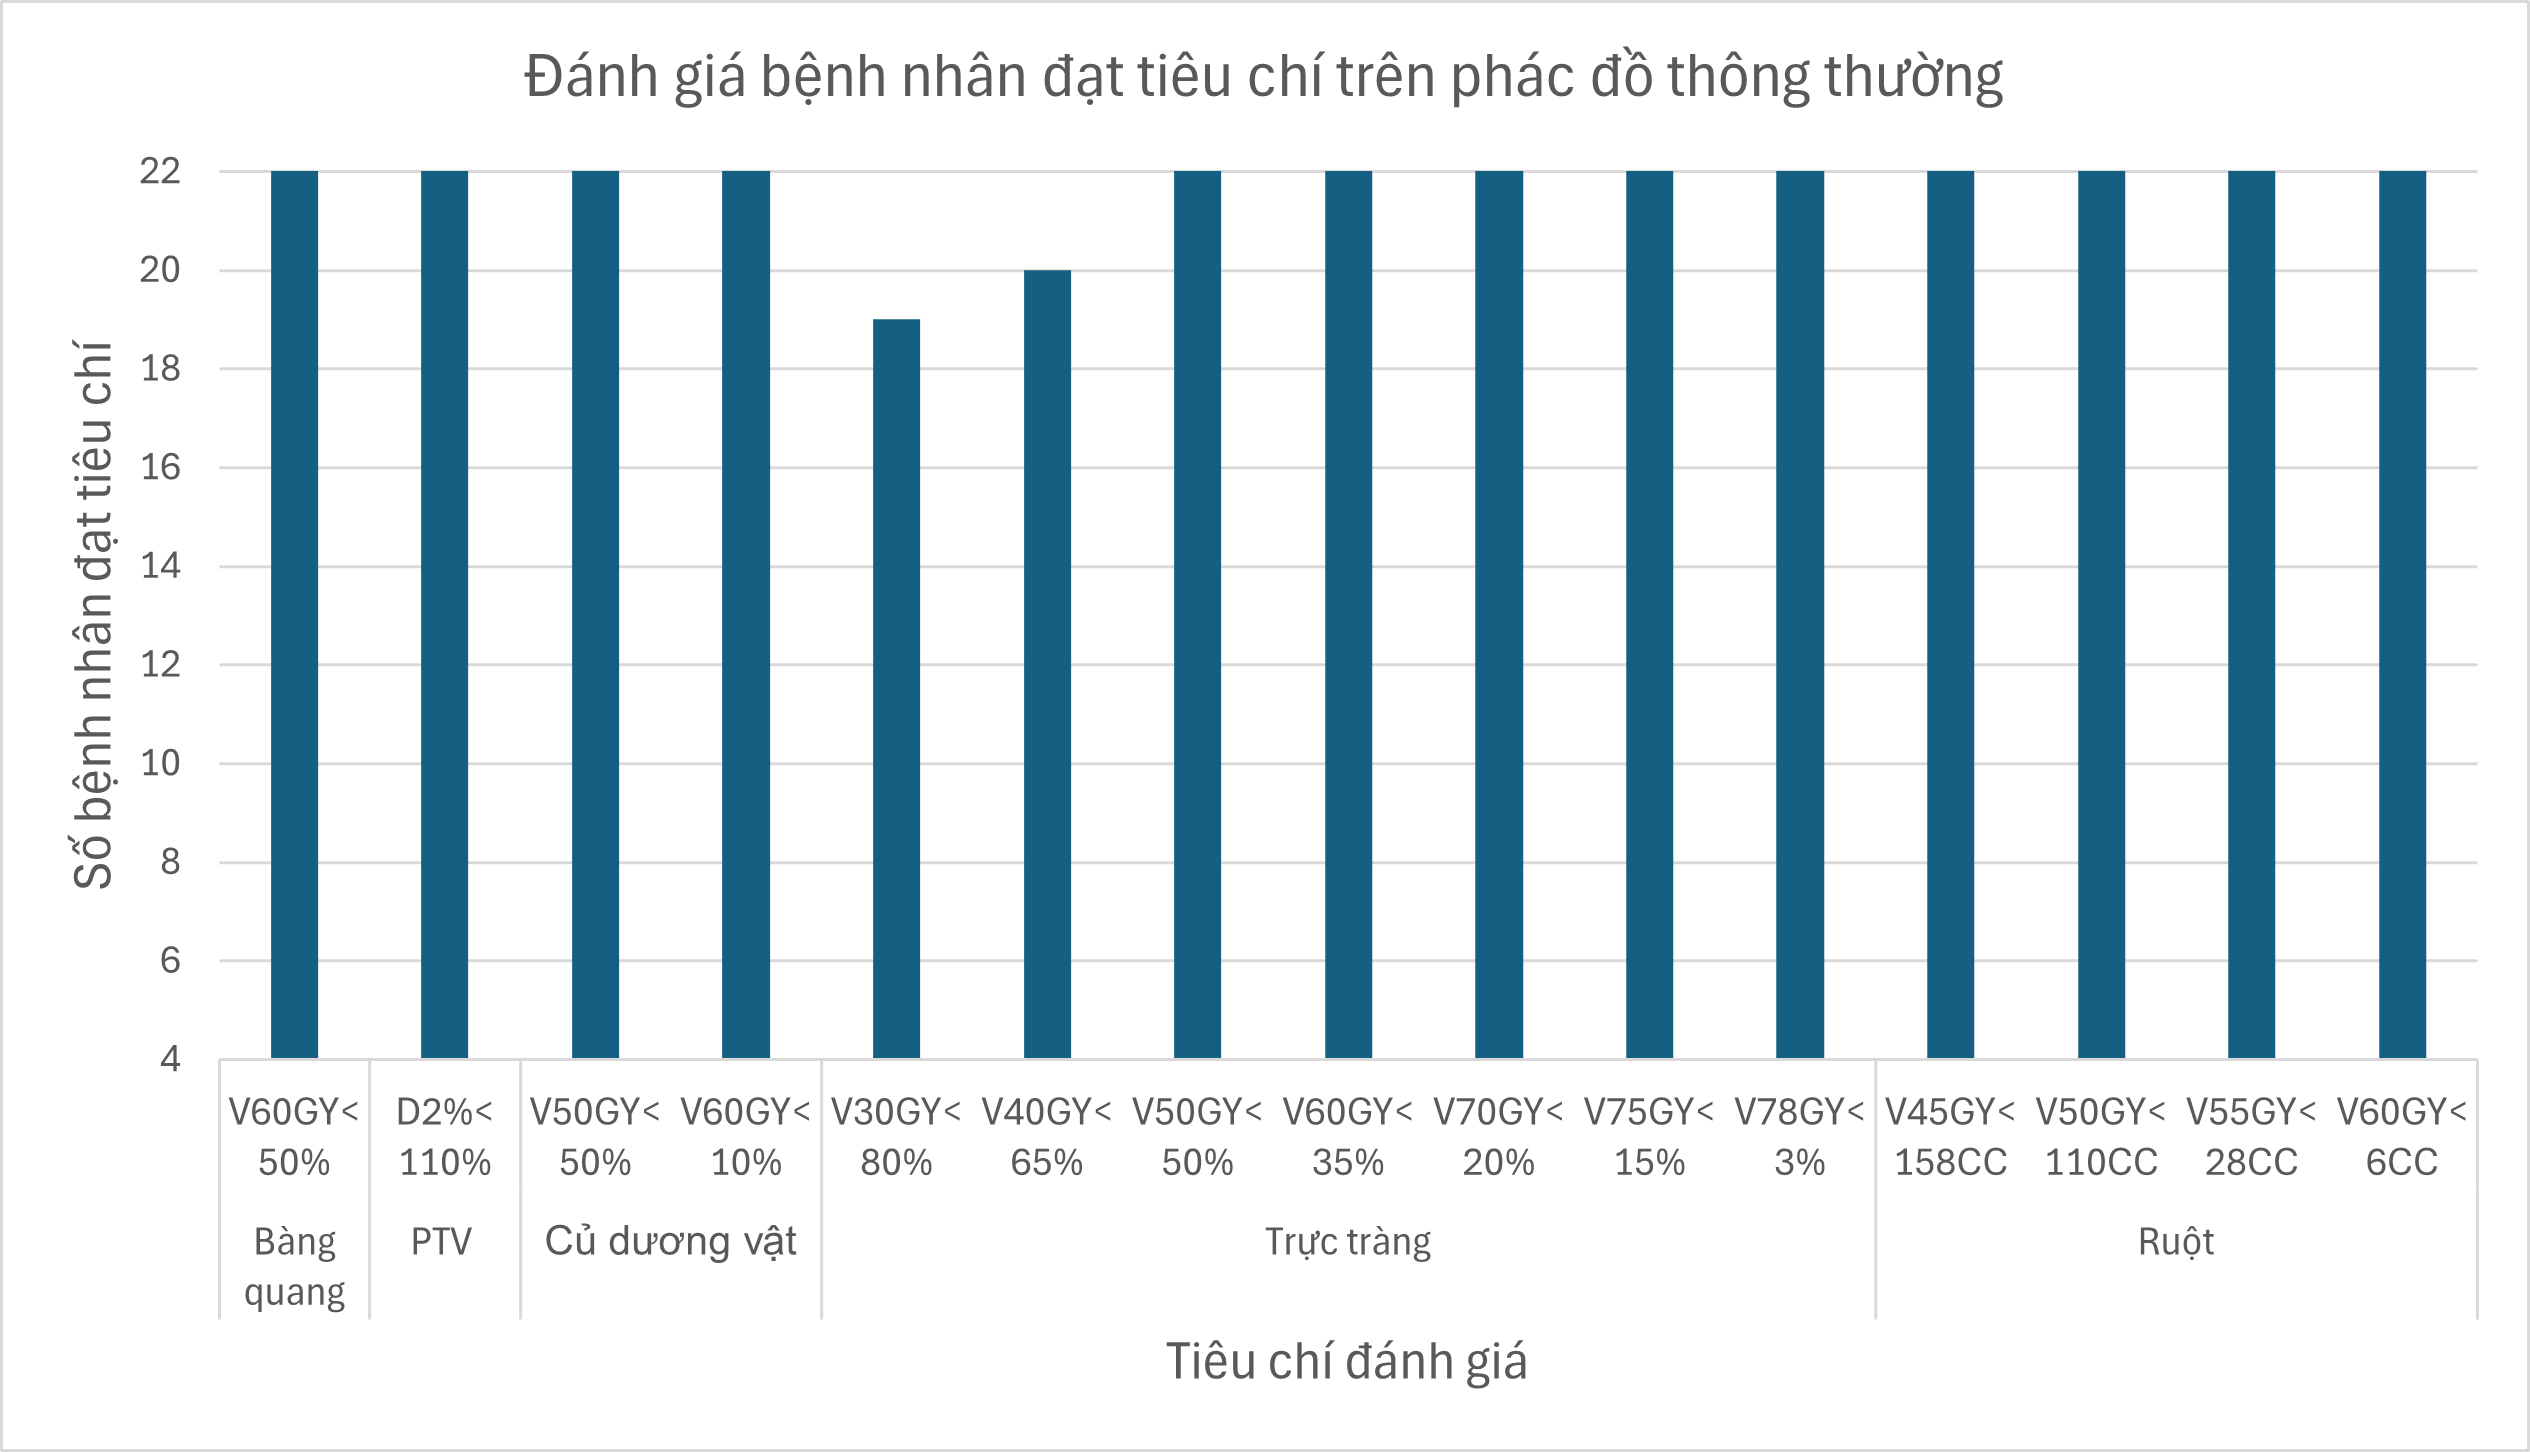 Đánh giá bệnh nhân đạt tiêu chí trên phác đồ thông thường
Số bệnh nhân đạt tiêu chí
22
20
18
16
14
12
10
8
6
4
V60GY< D2%< V50GY< V60GY< V30GY< V40GY< V50GY< V60GY< V70GY< V75GY< V78GY< V45GY< V50GY< V55GY< V60GY<
50% 110% 50% 10% 80% 65% 50% 35% 20% 15% 3% 158CC 110CC 28CC 6CC
Bàng PTV Củ dương vật Trực tràng Ruột
quang
Tiêu chí đánh giá